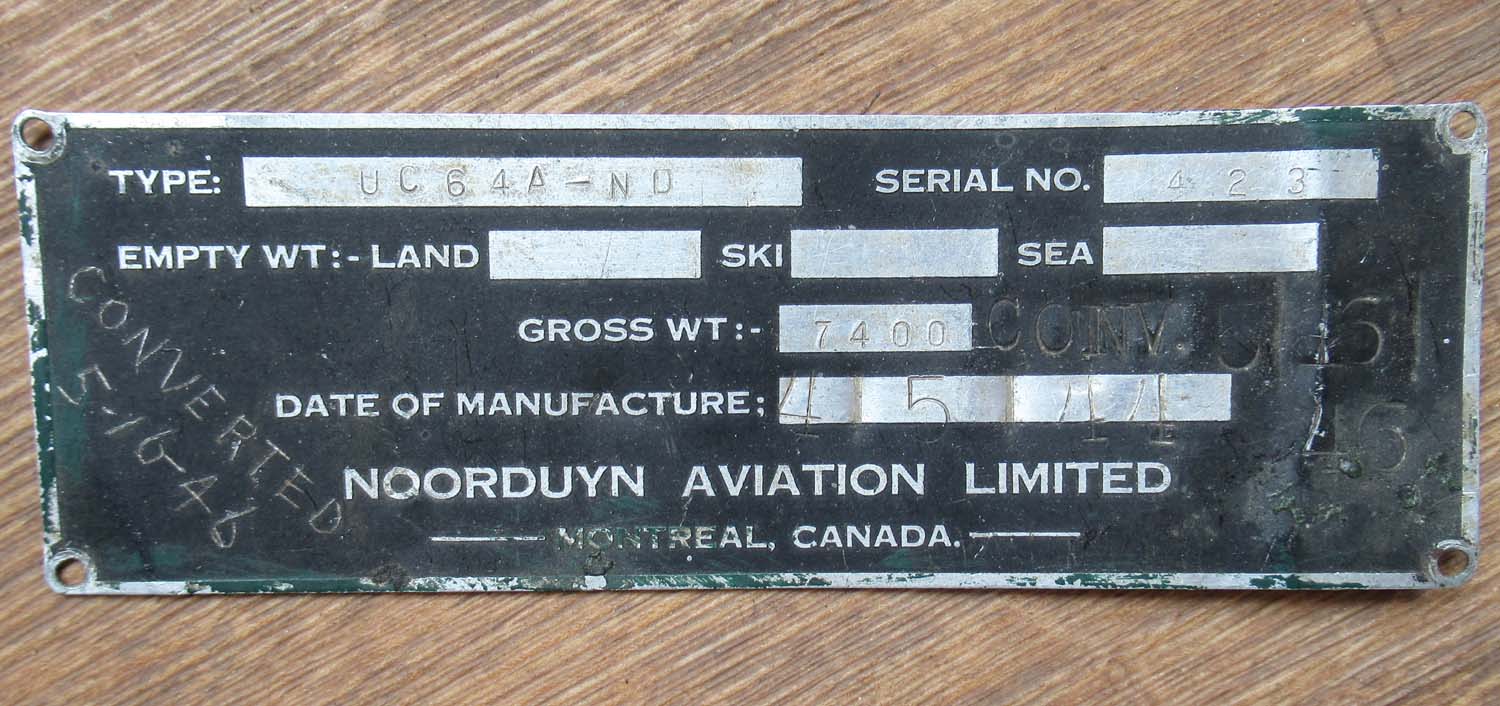 TYPE: UC64A-ND SERIAL NO. 423
EMPTY WT:- LAND SKI SEA
GROSS WT:- 7400 CONV.
DATE OF MANUFACTURE; 4 5 44
NOORDUYN AVIATION LIMITED
MONTREAL, CANADA.
CONVERTED
5-16-46